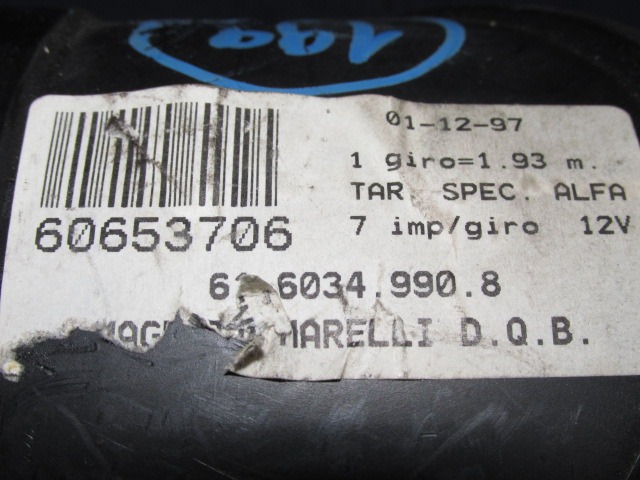 01-12-97
1 giro=1.93 m.
TAR SPEC. ALFA
60653706
7 imp/giro 12V
6034.990.8
MARELLI D.Q.B.